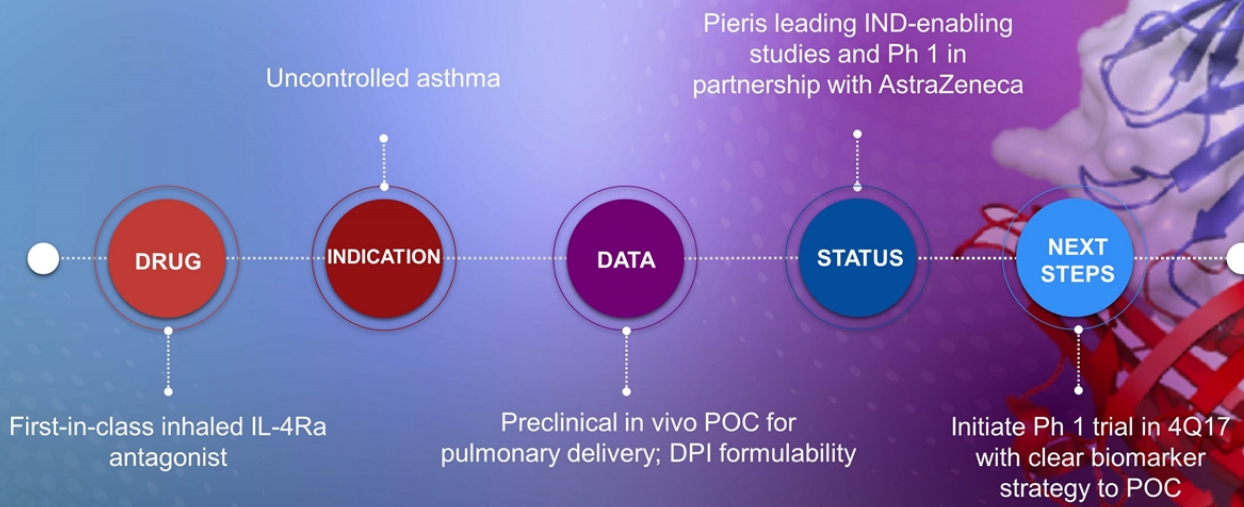 Pieris leading IND-enabling
studies and Ph 1 in
partnership with AstraZeneca
Uncontrolled asthma
DRUG
INDICATION
DATA
STATUS
NEXT
STEPS
First-in-class inhaled IL-4Ra
antagonist
Preclinical in vivo POC for
pulmonary delivery; DPI formulability
Initiate Ph 1 trial in 4Q17
with clear biomarker
strategy to POC